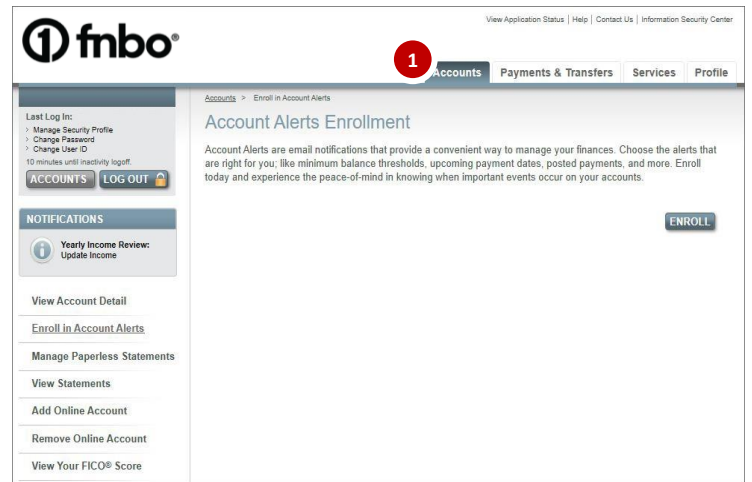 View Application Status | Help | Contact Us | Information Security Center
1 fnbo®
1
Accounts Payments & Transfers Services Profile
Accounts > Enroll in Account Alerts
Last Log In:
> Manage Security Profile
> Change Password
> Change User ID
10 minutes until inactivity logoff.
ACCOUNTS LOG OUT
Account Alerts Enrollment
Account Alerts are email notifications that provide a convenient way to manage your finances. Choose the alerts that
are right for you; like minimum balance thresholds, upcoming payment dates, posted payments, and more. Enroll
today and experience the peace-of-mind in knowing when important events occur on your accounts.
ENROLL
NOTIFICATIONS
i
Yearly Income Review:
Update Income
View Account Detail
Enroll in Account Alerts
Manage Paperless Statements
View Statements
Add Online Account
Remove Online Account
View Your FICO® Score